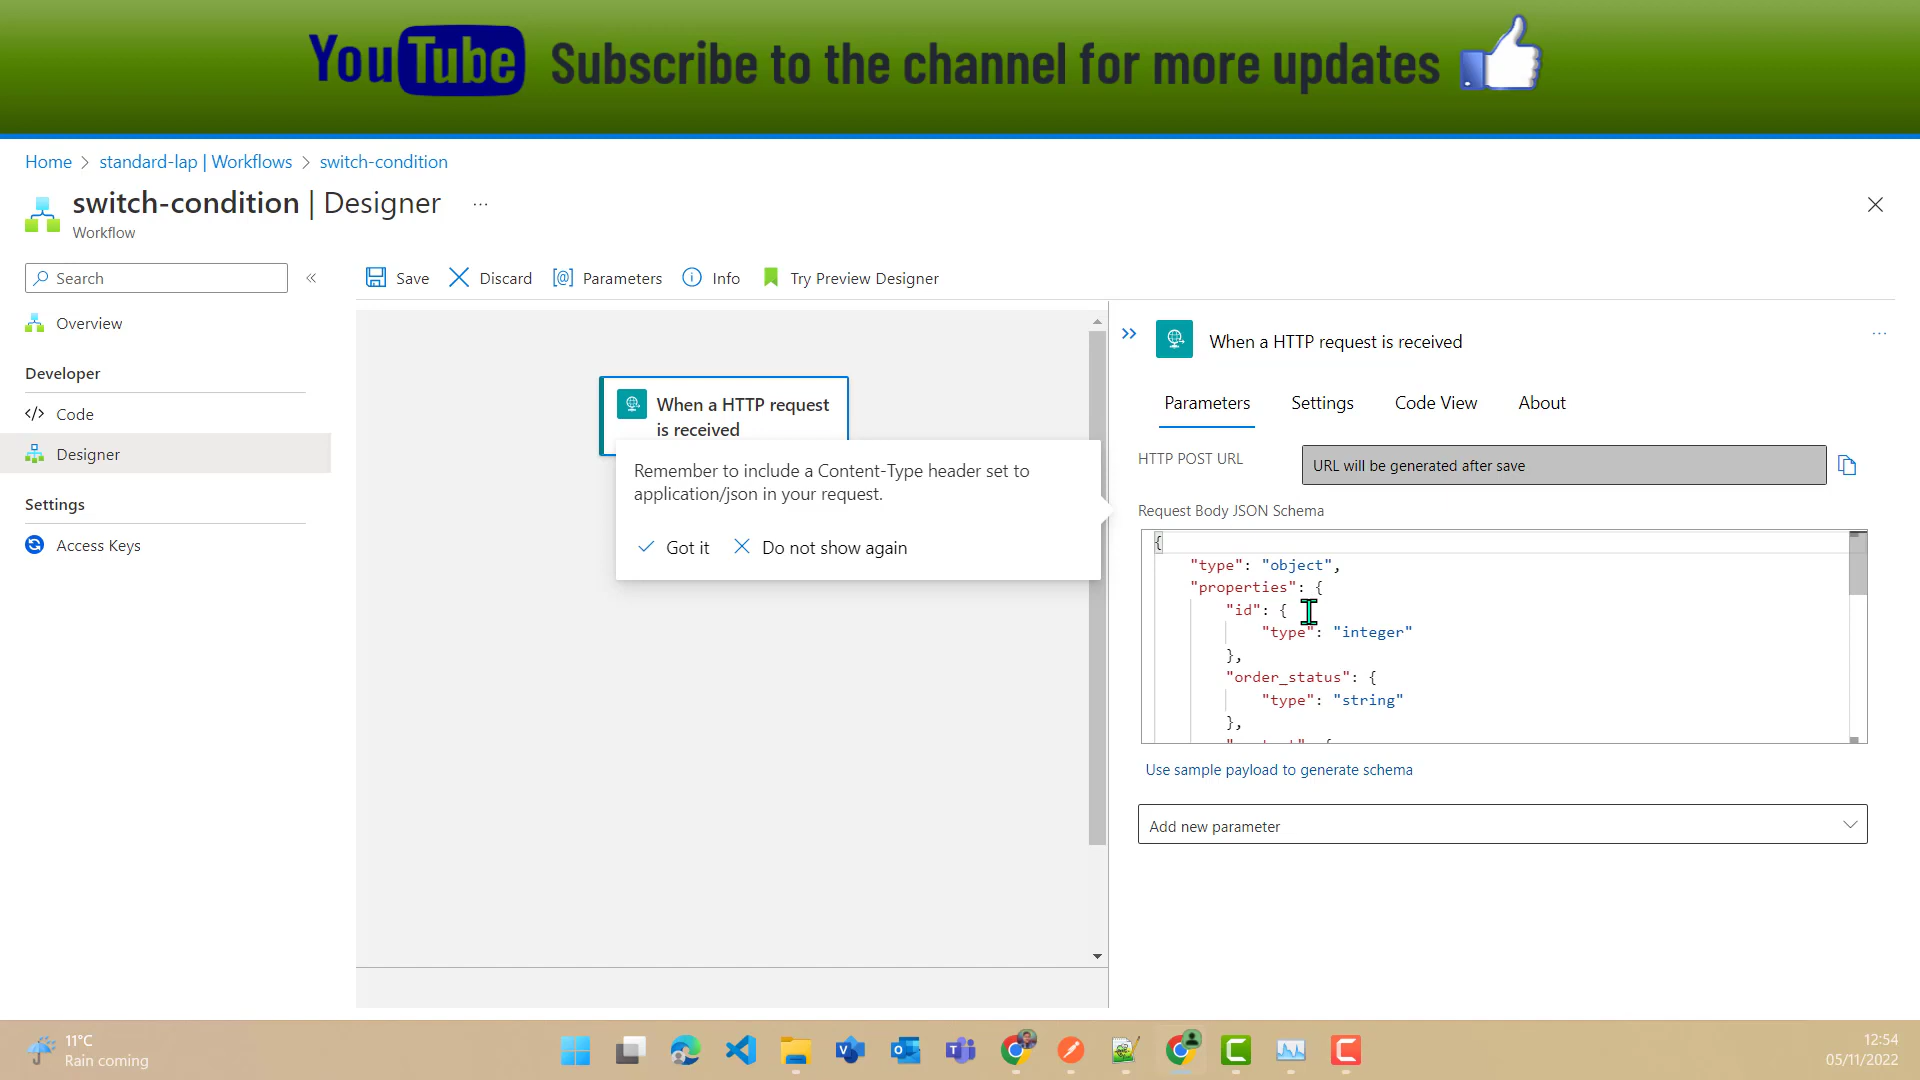 YouTube Subscribe to the channel for more updates
Home > standard-lap | Workflows > switch-condition
switch-condition | Designer ...
Workflow
Search «
Save Discard Parameters Info Try Preview Designer
Overview
Developer
Code
Designer
Settings
Access Keys
When a HTTP request
is received
Remember to include a Content-Type header set to
application/json in your request.
Got it Do not show again
When a HTTP request is received ...
Parameters Settings Code View About
HTTP POST URL URL will be generated after save
Request Body JSON Schema
{
"type": "object",
"properties": {
"id": {
"type": "integer"
},
"order_status": {
"type": "string"
},
Use sample payload to generate schema
Add new parameter
11°C
Rain coming
12:54
05/11/2022